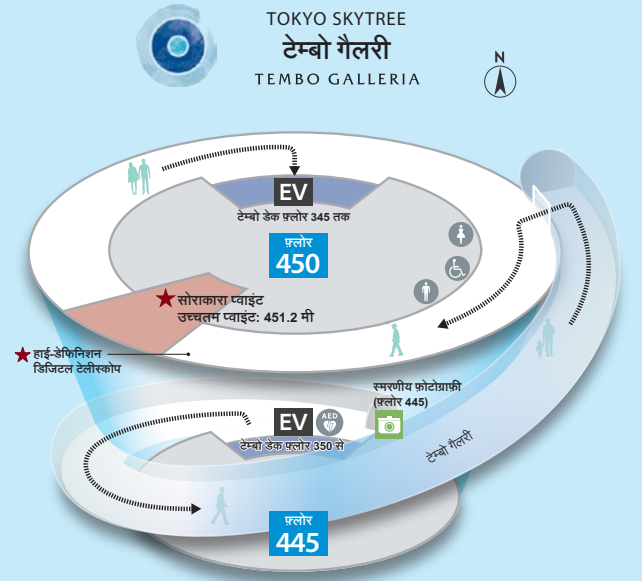 TOKYO SKYTREE
टेम्बो गैलरी
TEMBO GALLERIA
N
EV
टेम्बो डेक फ़्लोर 345 तक
फ़्लोर
450
सोराकारा प्वाइंट
उच्चतम प्वाइंट: 451.2 मी
हाई-डेफिनिशन
डिजिटल टेलीस्कोप
स्मरणीय फ़ोटोग्राफ़ी
(फ़्लोर 445)
EV
AED
टेम्बो डेक फ़्लोर 350 से
टेम्बो गैलरी
फ़्लोर
445